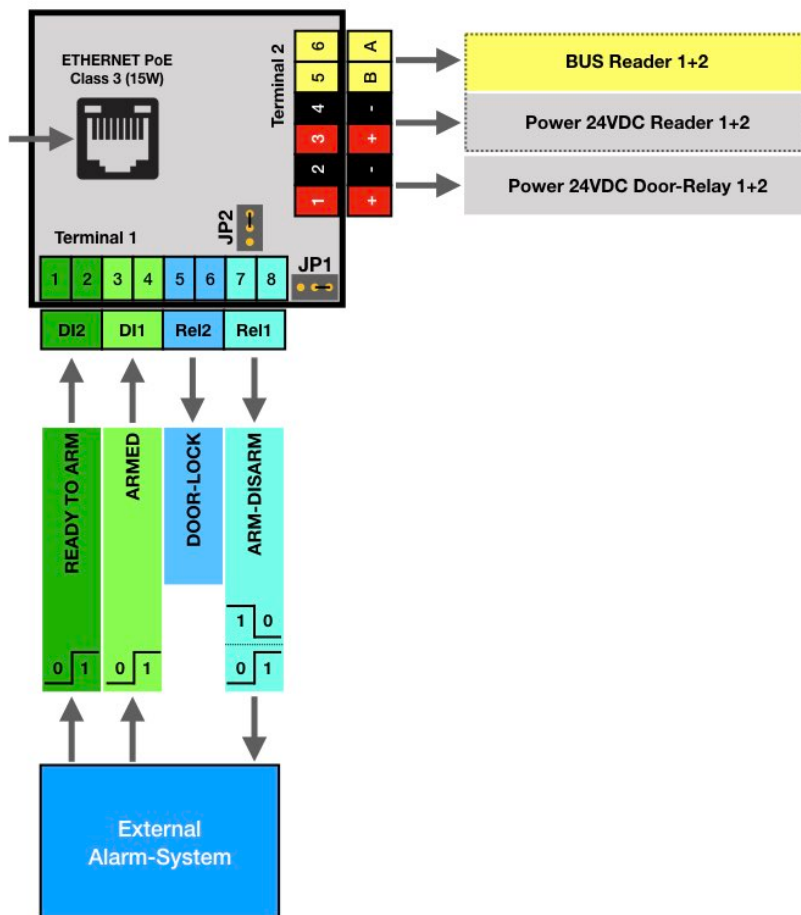 ETHERNET PoE
Class 3 (15W)
Terminal 2
6 A
5 B
4 -
3 +
2 -
1 +
BUS Reader 1+2
Power 24VDC Reader 1+2
Power 24VDC Door-Relay 1+2
JP2
Terminal 1
JP1
1 2 3 4 5 6 7 8
DI2 DI1 Rel2 Rel1
READY TO ARM
ARMED
DOOR-LOCK
ARM-DISARM
1 0
0 1 0 1 0 1
External
Alarm-System